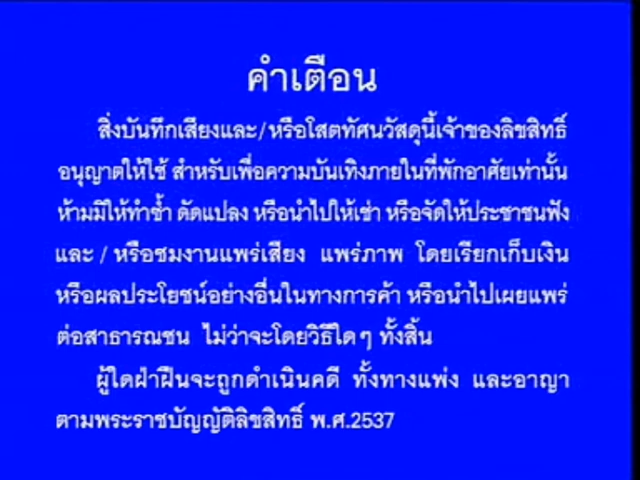 คำเตือน
สิ่งบันทึกเสียงและ/หรือโสตทัศนวัสดุนี้เจ้าของลิขสิทธิ์
อนุญาตให้ใช้ สำหรับเพื่อความบันเทิงภายในที่พักอาศัยเท่านั้น
ห้ามมิให้ทำซ้ำ ดัดแปลง หรือนำไปให้เช่า หรือจัดให้ประชาชนฟัง
และ / หรือชมงานแพร่เสียง แพร่ภาพ โดยเรียกเก็บเงิน
หรือผลประโยชน์อย่างอื่นในทางการค้า หรือนำไปเผยแพร่
ต่อสาธารณชน ไม่ว่าจะโดยวิธีใด ๆ ทั้งสิ้น
ผู้ใดฝ่าฝืนจะถูกดำเนินคดี ทั้งทางแพ่ง และอาญา
ตามพระราชบัญญัติลิขสิทธิ์ พ.ศ.2537